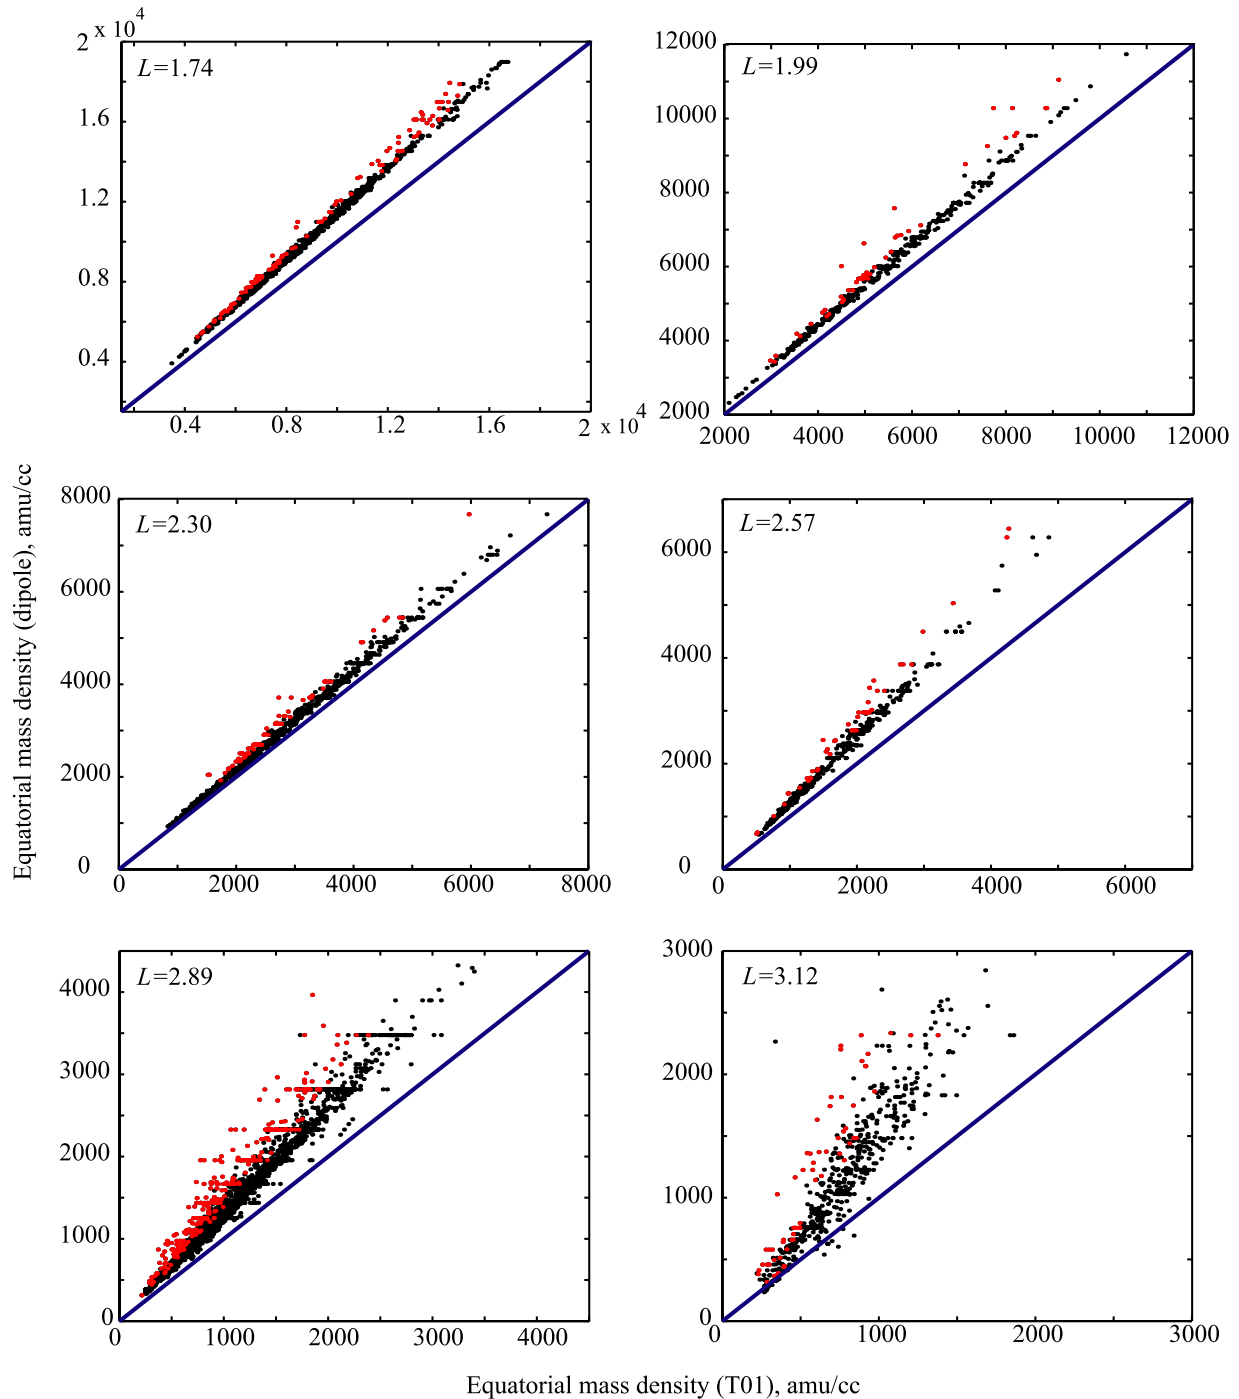 2 x 10^4
L=1.74
1.6
1.2
0.8
0.4
0.4 0.8 1.2 1.6 2 x 10^4
12000
L=1.99
10000
8000
6000
4000
2000
2000 4000 6000 8000 10000 12000
Equatorial mass density (dipole), amu/cc
8000
L=2.30
6000
4000
2000
0
0 2000 4000 6000 8000
L=2.57
6000
4000
2000
0
0 2000 4000 6000
L=2.89
4000
3000
2000
1000
0
0 1000 2000 3000 4000
3000
L=3.12
2000
1000
0
0 1000 2000 3000
Equatorial mass density (T01), amu/cc